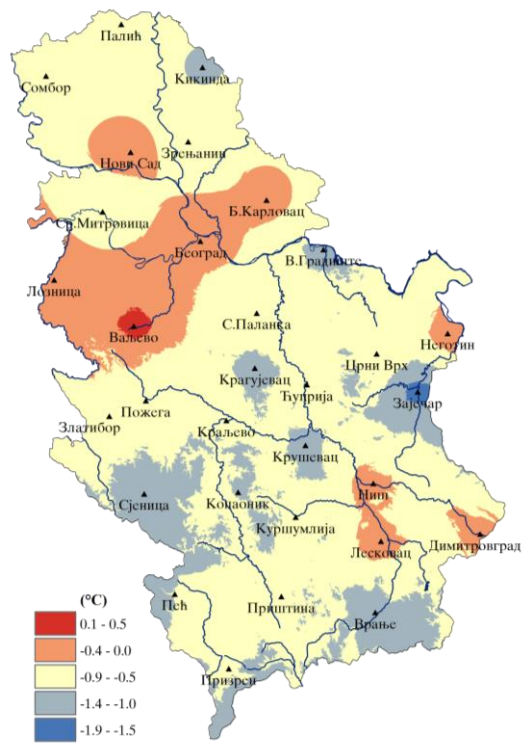 Палић
Кикинда
Сомбор
Зрењанин
Нови Сад
Б.Карловац
Ср.Митровица
Београд
В.Градиште
Лозница
С.Паланка
Ваљево
Неготин
Црни Врх
Крагујевац
Ћуприја
Зајечар
Пожега
Златибор
Краљево
Крушевац
Ниш
Сјеница
Копаоник
Куршумлија
Димитровград
Лесковац
(°C)
Пећ
Приштина
Врање
0.1 - 0.5
-0.4 - 0.0
Призрен
-0.9 - -0.5
-1.4 - -1.0
-1.9 - -1.5